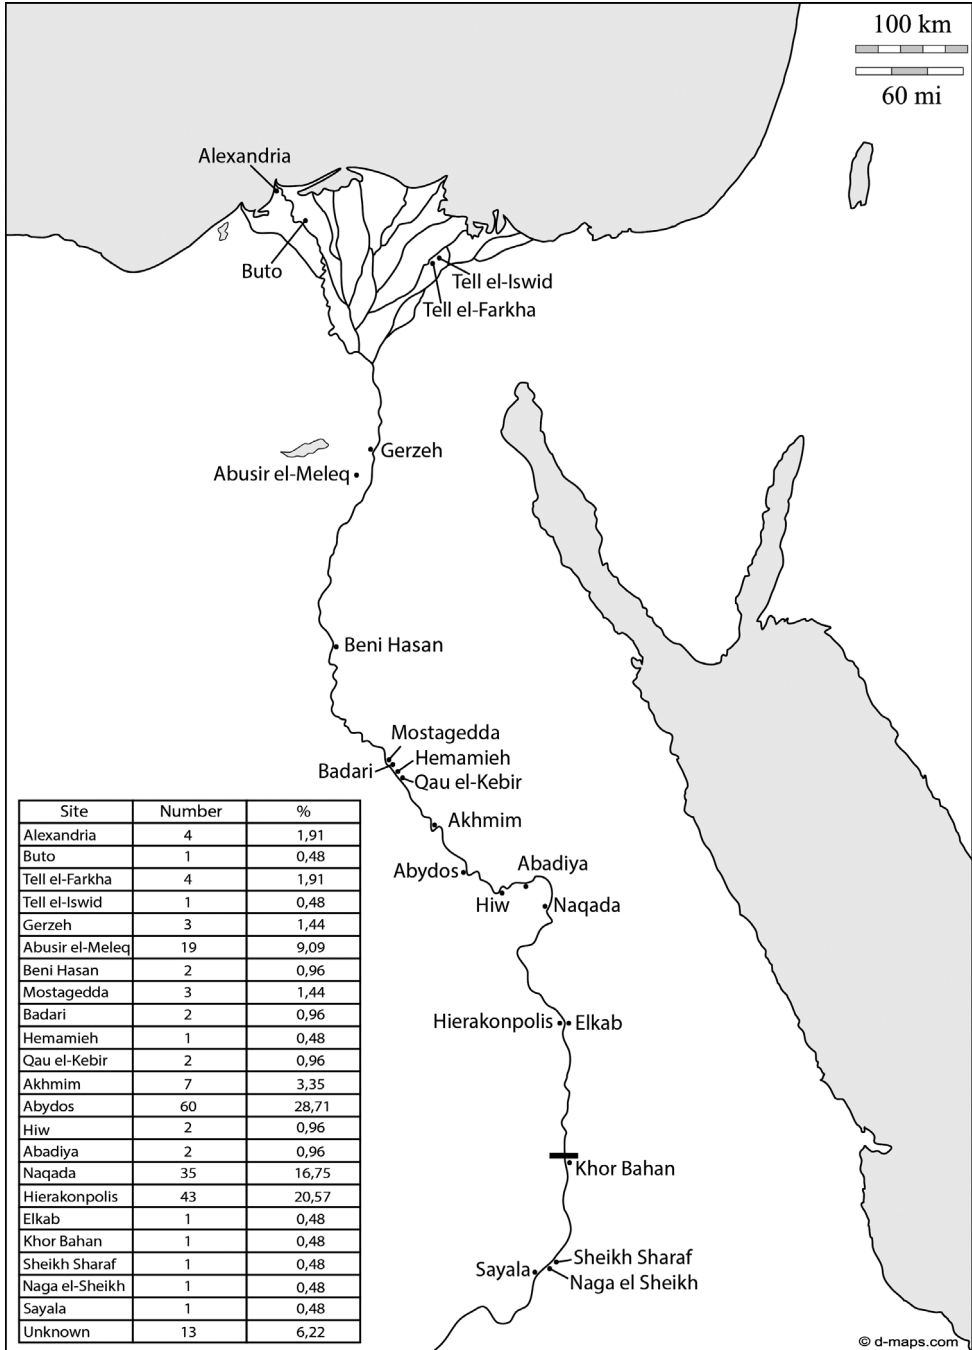 100 km
60 mi
Alexandria
Buto
Tell el-Iswid
Tell el-Farkha
Gerzeh
Abusir el-Meleq
Beni Hasan
Mostagedda
Hemamieh
Badari
Qau el-Kebir
Akhmim
Abadiya
Abydos
Hiw
Naqada
Hierakonpolis
Elkab
Khor Bahan
Sheikh Sharaf
Sayala
Naga el Sheikh
Site Number %
Alexandria 4 1,91
Buto 1 0,48
Tell el-Farkha 4 1,91
Tell el-Iswid 1 0,48
Gerzeh 3 1,44
Abusir el-Meleq 19 9,09
Beni Hasan 2 0,96
Mostagedda 3 1,44
Badari 2 0,96
Hemamieh 1 0,48
Qau el-Kebir 2 0,96
Akhmim 7 3,35
Abydos 60 28,71
Hiw 2 0,96
Abadiya 2 0,96
Naqada 35 16,75
Hierakonpolis 43 20,57
Elkab 1 0,48
Khor Bahan 1 0,48
Sheikh Sharaf 1 0,48
Naga el-Sheikh 1 0,48
Sayala 1 0,48
Unknown 13 6,22
© d-maps.com